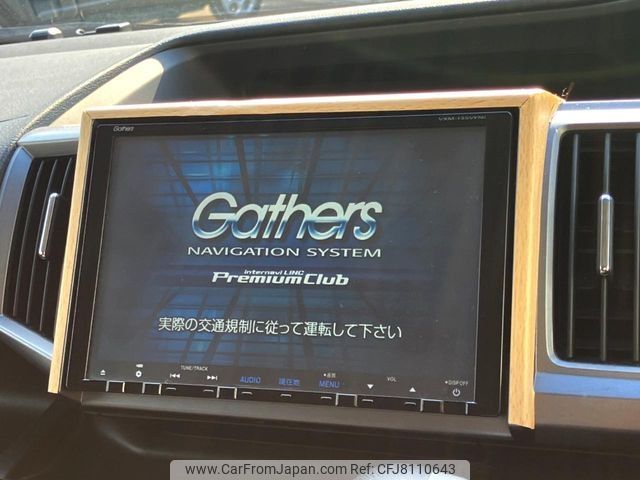 Gathers
VXM-155VFNi
Gathers
NAVIGATION SYSTEM
internavi LINC
PremiumClub
実際の交通規制に従って運転して下さい
TUNE/TRACK
AUDIO
現在地
MENU
VOL
DISP OFF
www.CarFromJapan.com | REF No. CFJ8110643